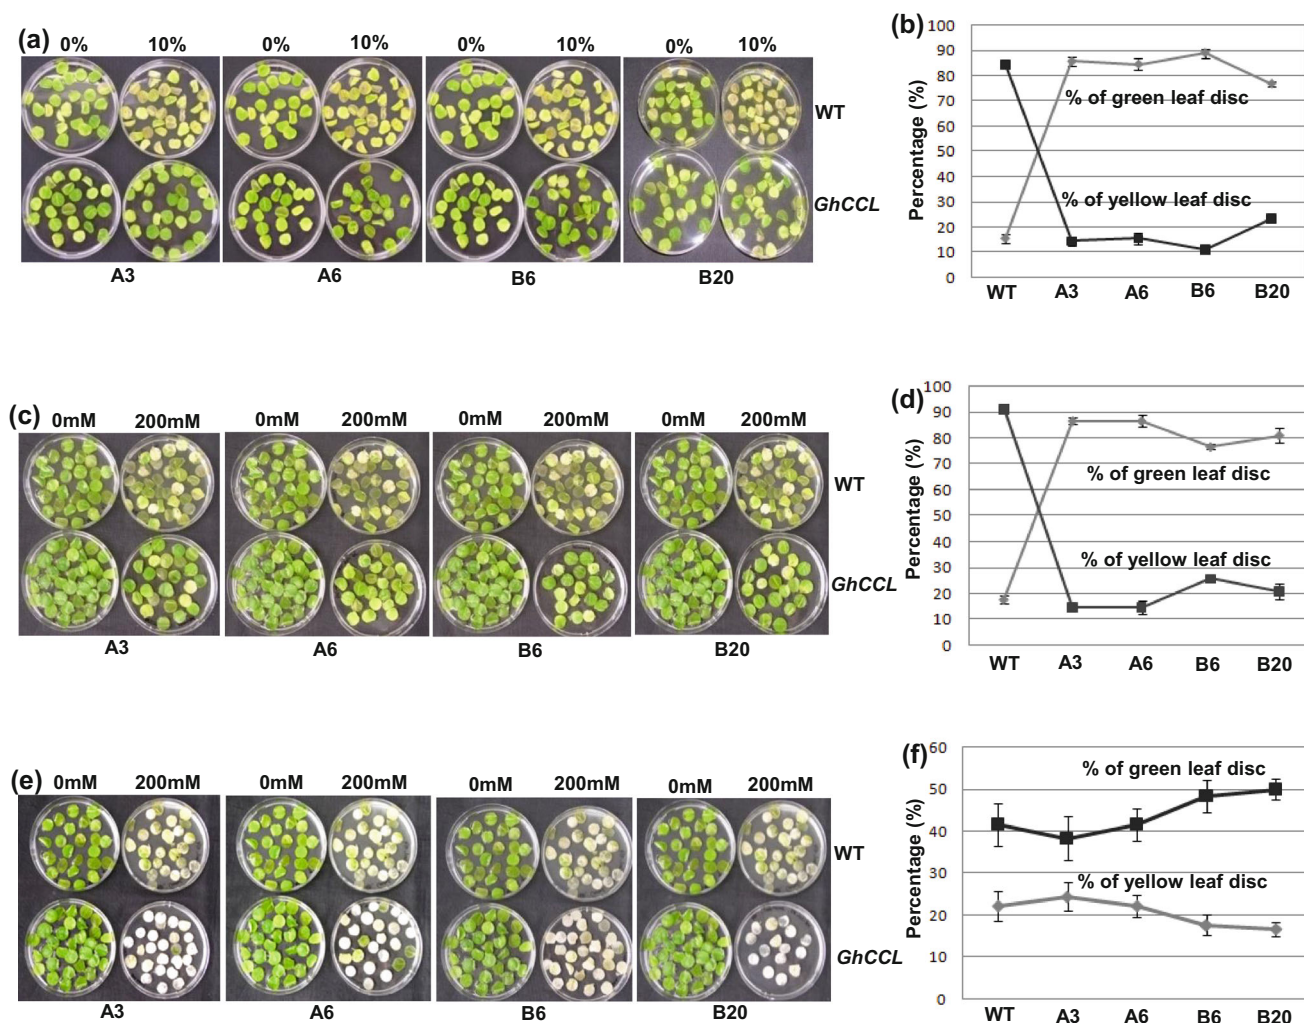 (a) 0% 10% 0% 10% 0% 10% 0% 10%
WT
GhCCL
A3 A6 B6 B20
(b)
Percentage (%)
100
90
80
70
60
50
40
30
20
10
0
% of green leaf disc
% of yellow leaf disc
WT A3 A6 B6 B20
(c) 0mM 200mM 0mM 200mM 0mM 200mM 0mM 200mM
WT
GhCCL
A3 A6 B6 B20
(d)
Percentage (%)
100
90
80
70
60
50
40
30
20
10
0
% of green leaf disc
% of yellow leaf disc
WT A3 A6 B6 B20
(e) 0mM 200mM 0mM 200mM 0mM 200mM 0mM 200mM
WT
GhCCL
A3 A6 B6 B20
(f)
Percentage (%)
60
50
40
30
20
10
0
% of green leaf disc
% of yellow leaf disc
WT A3 A6 B6 B20